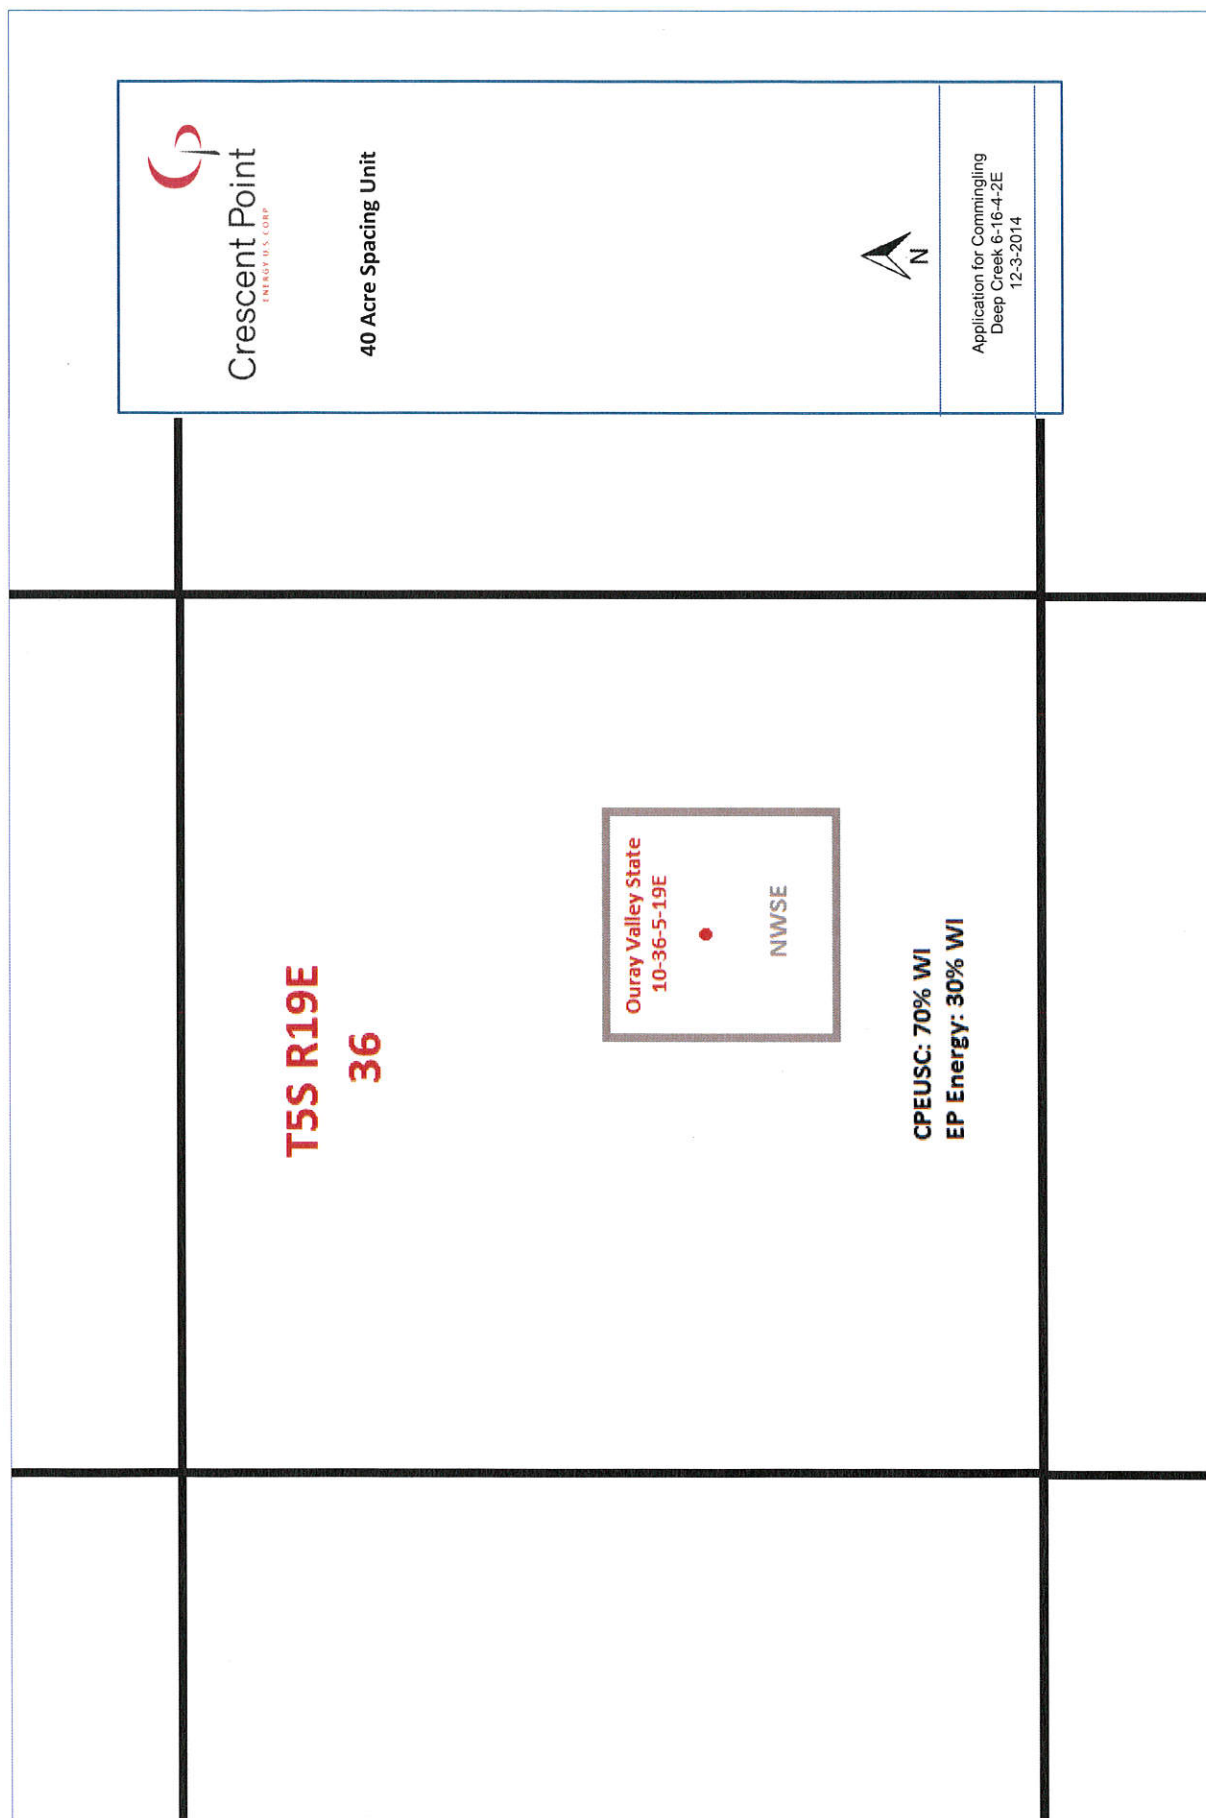 T5S R19E
36
Ouray Valley State
10-36-5-19E
NWSE
CPEUSC: 70% WI
EP Energy: 30% WI
Cp
Crescent Point
ENERGY U.S. CORP
40 Acre Spacing Unit
N
Application for Commingling
Deep Creek 6-16-4-2E
12-3-2014